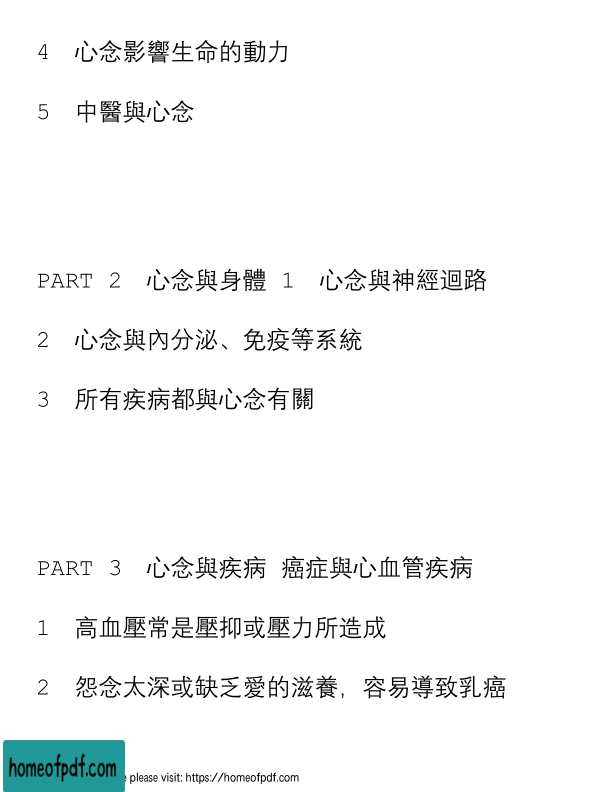 4 心念影響生命的動力
5 中醫與心念
PART 2 心念與身體 1 心念與神經迴路
2 心念與內分泌、免疫等系統
3 所有疾病都與心念有關
PART 3 心念與疾病 癌症與心血管疾病
1 高血壓常是壓抑或壓力所造成
2 怨念太深或缺乏愛的滋養，容易導致乳癌
homeofpdf.com
e please visit: https://homeofpdf.com